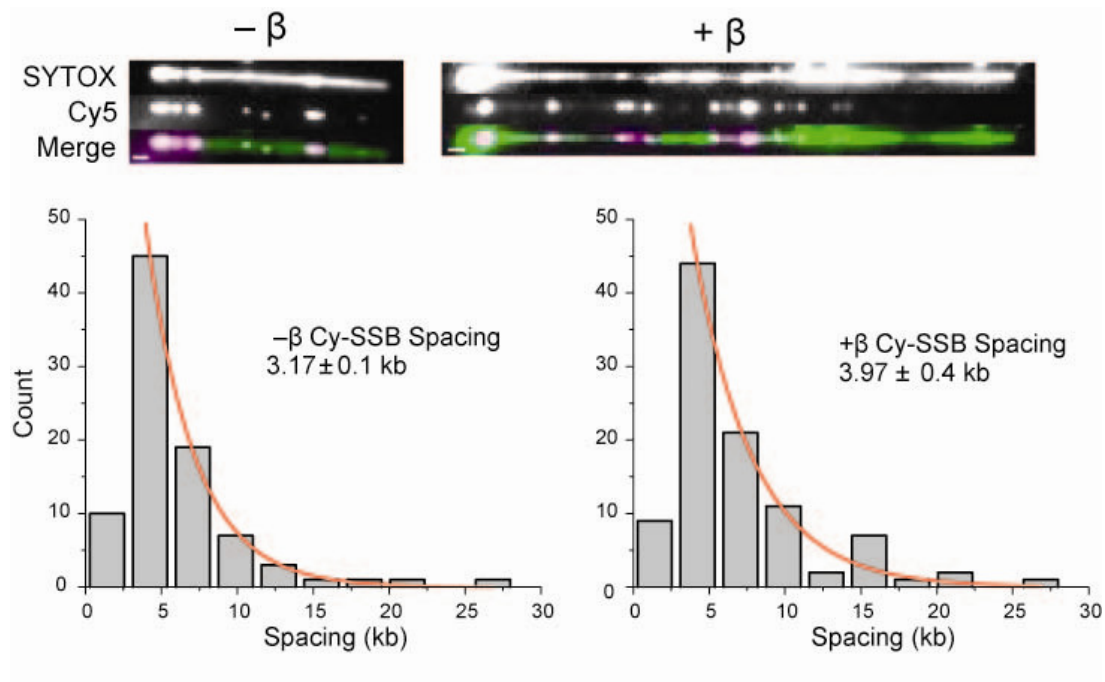 – β
+ β
SYTOX
Cy5
Merge
50
40
30
20
10
0
Count
–β Cy-SSB Spacing
3.17±0.1 kb
0 5 10 15 20 25 30
Spacing (kb)
50
40
30
20
10
0
+β Cy-SSB Spacing
3.97 ± 0.4 kb
0 5 10 15 20 25 30
Spacing (kb)